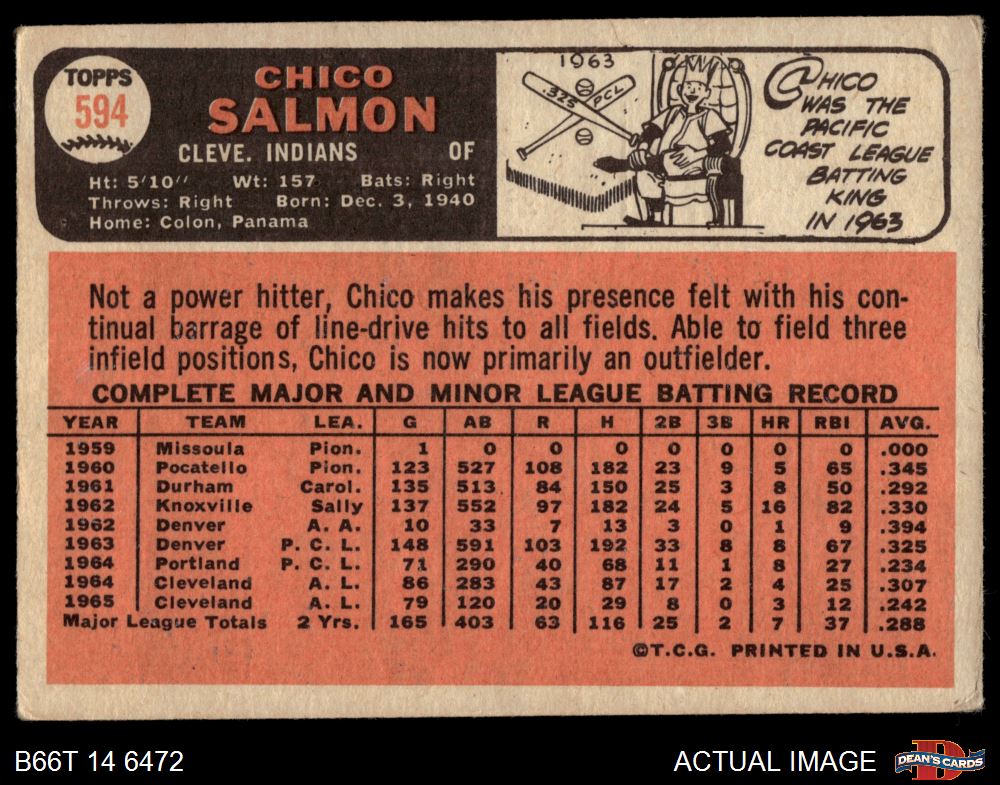 TOPPS
594
CHICO
SALMON
CLEVE. INDIANS OF
Ht: 5'10" Wt: 157 Bats: Right
Throws: Right Born: Dec. 3, 1940
Home: Colon, Panama
1963
.325 PCL
CHICO
WAS THE
PACIFIC
COAST LEAGUE
BATTING
KING
IN 1963
Not a power hitter, Chico makes his presence felt with his con-
tinual barrage of line-drive hits to all fields. Able to field three
infield positions, Chico is now primarily an outfielder.
COMPLETE MAJOR AND MINOR LEAGUE BATTING RECORD
YEAR TEAM LEA. G AB R H 2B 3B HR RBI AVG.
1959 Missoula Pion. 1 0 0 0 0 0 0 0 .000
1960 Pocatello Pion. 123 527 108 182 23 9 5 65 .345
1961 Durham Carol. 135 513 84 150 25 3 8 50 .292
1962 Knoxville Sally 137 552 97 182 24 5 16 82 .330
1962 Denver A. A. 10 33 7 13 3 0 1 9 .394
1963 Denver P. C. L. 148 591 103 192 33 8 8 67 .325
1964 Portland P. C. L. 71 290 40 68 11 1 8 27 .234
1964 Cleveland A. L. 86 283 43 87 17 2 4 25 .307
1965 Cleveland A. L. 79 120 20 29 8 0 3 12 .242
Major League Totals 2 Yrs. 165 403 63 116 25 2 7 37 .288
©T.C.G. PRINTED IN U.S.A.
B66T 14 6472 ACTUAL IMAGE
D
DEAN'S CARDS